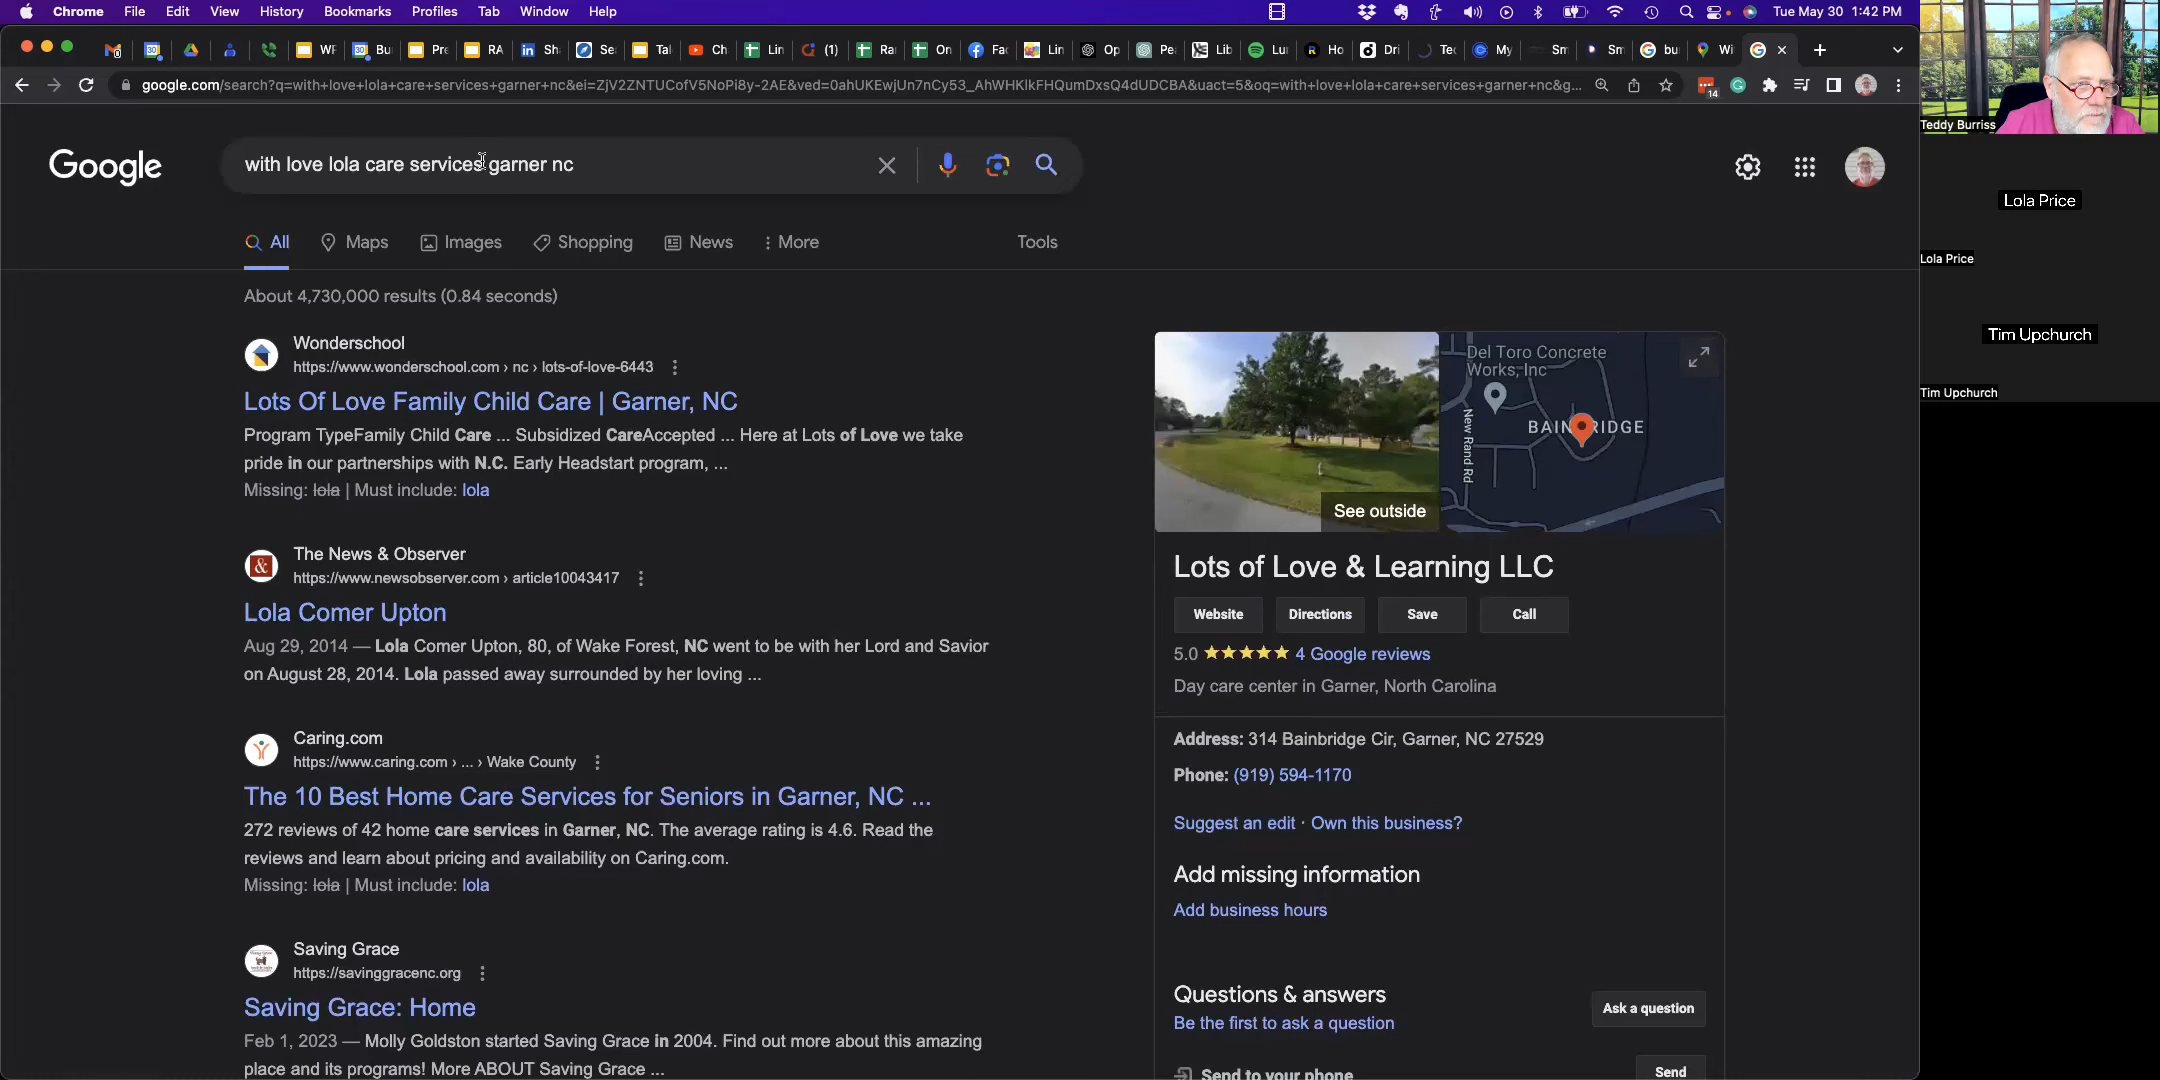 Chrome File Edit View History Bookmarks Profiles Tab Window Help
Tue May 30 1:42 PM
google.com/search?q=with+love+lola+care+services+garner+nc&ei=ZjV2ZNTUCofV5NoPi8y-2AE&ved=0ahUKEwjUn7nCy53_AhWHKlkFHQumDxsQ4dUDCBA&uact=5&oq=with+love+lola+care+services+garner+nc&g...
Google
with love lola care services garner nc
All Maps Images Shopping News More Tools
About 4,730,000 results (0.84 seconds)
Wonderschool
https://www.wonderschool.com › nc › lots-of-love-6443
Lots Of Love Family Child Care | Garner, NC
Program TypeFamily Child Care ... Subsidized CareAccepted ... Here at Lots of Love we take
pride in our partnerships with N.C. Early Headstart program, ...
Missing: lola | Must include: lola
The News & Observer
https://www.newsobserver.com › article10043417
Lola Comer Upton
Aug 29, 2014 — Lola Comer Upton, 80, of Wake Forest, NC went to be with her Lord and Savior
on August 28, 2014. Lola passed away surrounded by her loving ...
Caring.com
https://www.caring.com › ... › Wake County
The 10 Best Home Care Services for Seniors in Garner, NC ...
272 reviews of 42 home care services in Garner, NC. The average rating is 4.6. Read the
reviews and learn about pricing and availability on Caring.com.
Missing: lola | Must include: lola
Saving Grace
https://savinggracenc.org
Saving Grace: Home
Feb 1, 2023 — Molly Goldston started Saving Grace in 2004. Find out more about this amazing
place and its programs! More ABOUT Saving Grace ...
Del Toro Concrete
Works, Inc
New Rand Rd
See outside
Lots of Love & Learning LLC
Website Directions Save Call
5.0 4 Google reviews
Day care center in Garner, North Carolina
Address: 314 Bainbridge Cir, Garner, NC 27529
Phone: (919) 594-1170
Suggest an edit · Own this business?
Add missing information
Add business hours
Questions & answers
Be the first to ask a question
Ask a question
Send to your phone
Send
Teddy Burriss
Lola Price
Lola Price
Tim Upchurch
Tim Upchurch